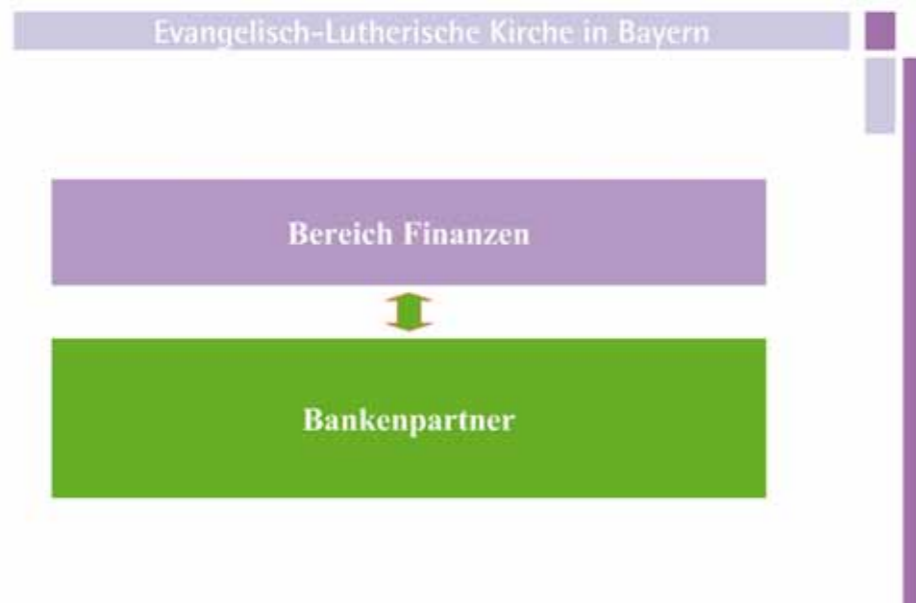 Evangelisch-Lutherische Kirche in Bayern
Bereich Finanzen
Bankenpartner